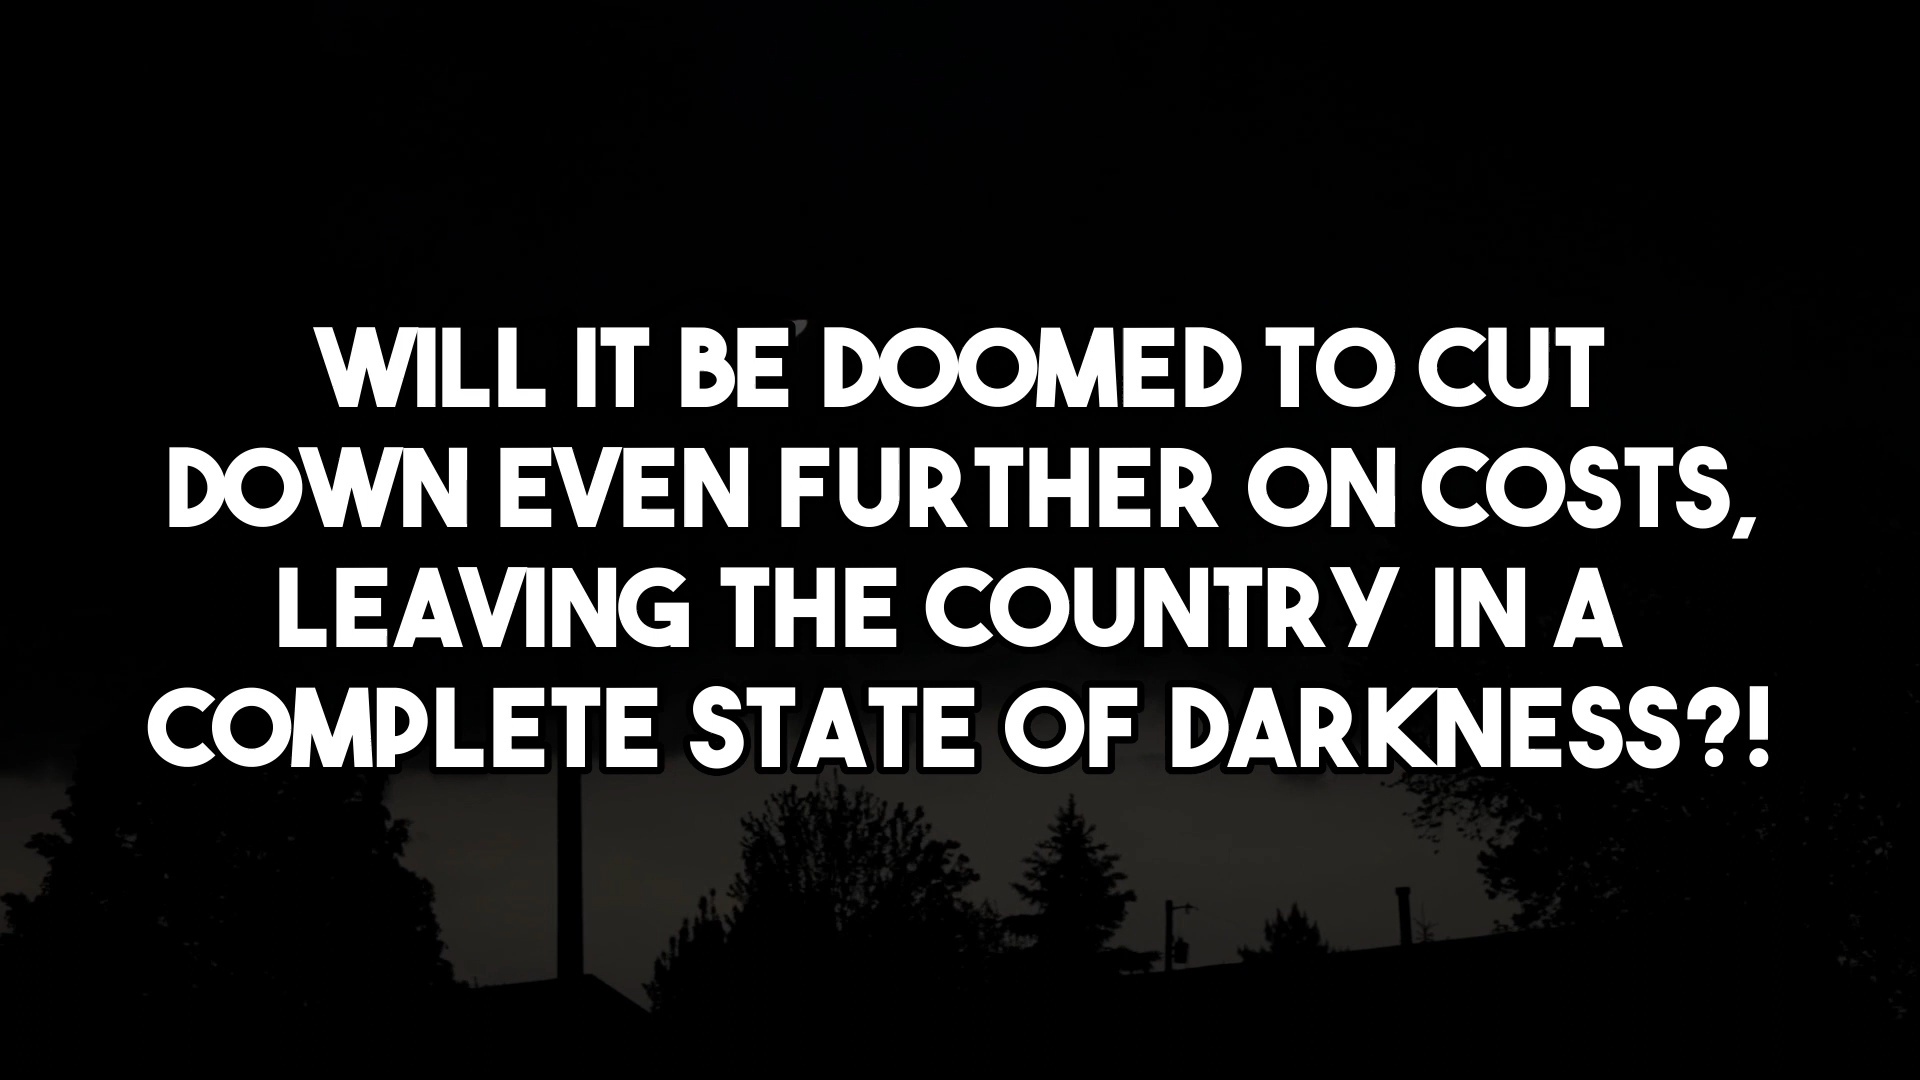 WILL IT BE DOOMED TO CUT
DOWN EVEN FURTHER ON COSTS,
LEAVING THE COUNTRY IN A
COMPLETE STATE OF DARKNESS?!